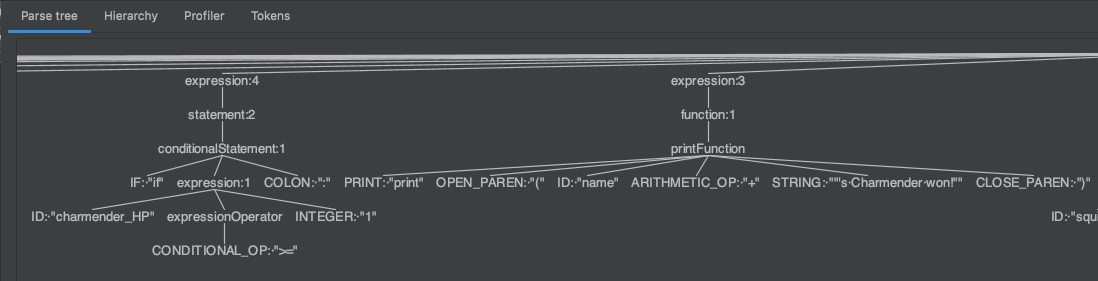 Parse tree Hierarchy Profiler Tokens
expression:4 expression:3
statement:2 function:1
conditionalStatement:1 printFunction
IF:·"if" expression:1 COLON:·":" PRINT:·"print" OPEN_PAREN:·"(" ID:·"name" ARITHMETIC_OP:·"+" STRING:·""'s·Charmender·won!"" CLOSE_PAREN:·")"
ID:·"charmender_HP" expressionOperator INTEGER:·"1" ID:·"squi
CONDITIONAL_OP:·">="